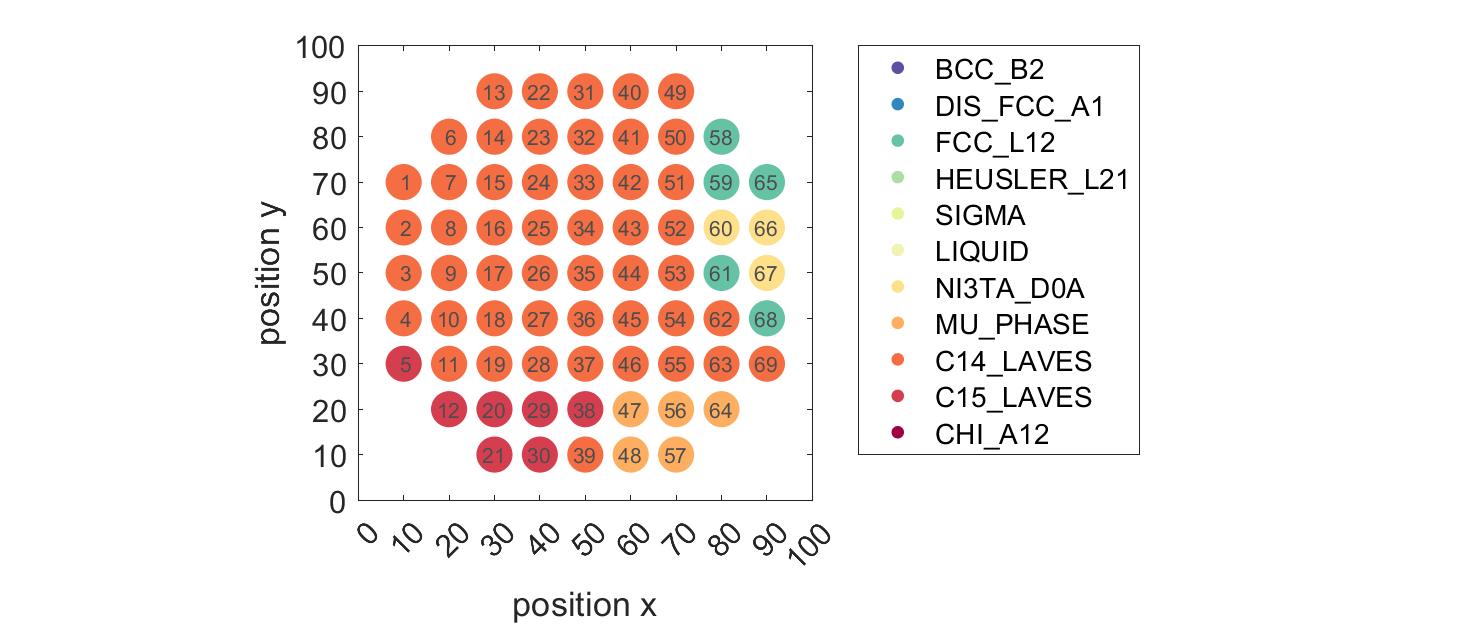 100
90
80
70
60
50
40
30
20
10
0
position y
13 22 31 40 49
6 14 23 32 41 50 58
1 7 15 24 33 42 51 59 65
2 8 16 25 34 43 52 60 66
3 9 17 26 35 44 53 61 67
4 10 18 27 36 45 54 62 68
5 11 19 28 37 46 55 63 69
12 20 29 38 47 56 64
21 30 39 48 57
0 10 20 30 40 50 60 70 80 90 100
position x
BCC_B2
DIS_FCC_A1
FCC_L12
HEUSLER_L21
SIGMA
LIQUID
NI3TA_D0A
MU_PHASE
C14_LAVES
C15_LAVES
CHI_A12